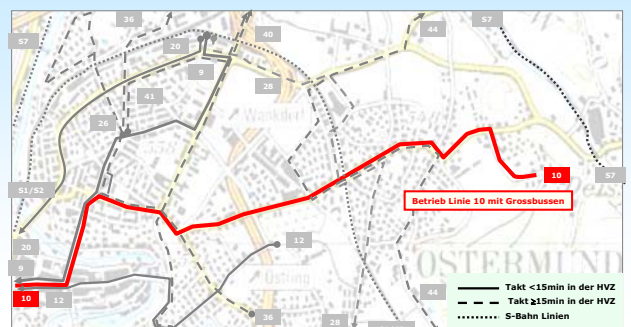 36
40
S7
S7
20
44
9
28
41
Wankdorf
26
S1/S2
10
S7
Betrieb Linie 10 mit Grossbussen
20
12
9
OSTERMUND
Ostring
10
12
44
36
28
Takt <15min in der HVZ
Takt ≥15min in der HVZ
S-Bahn Linien